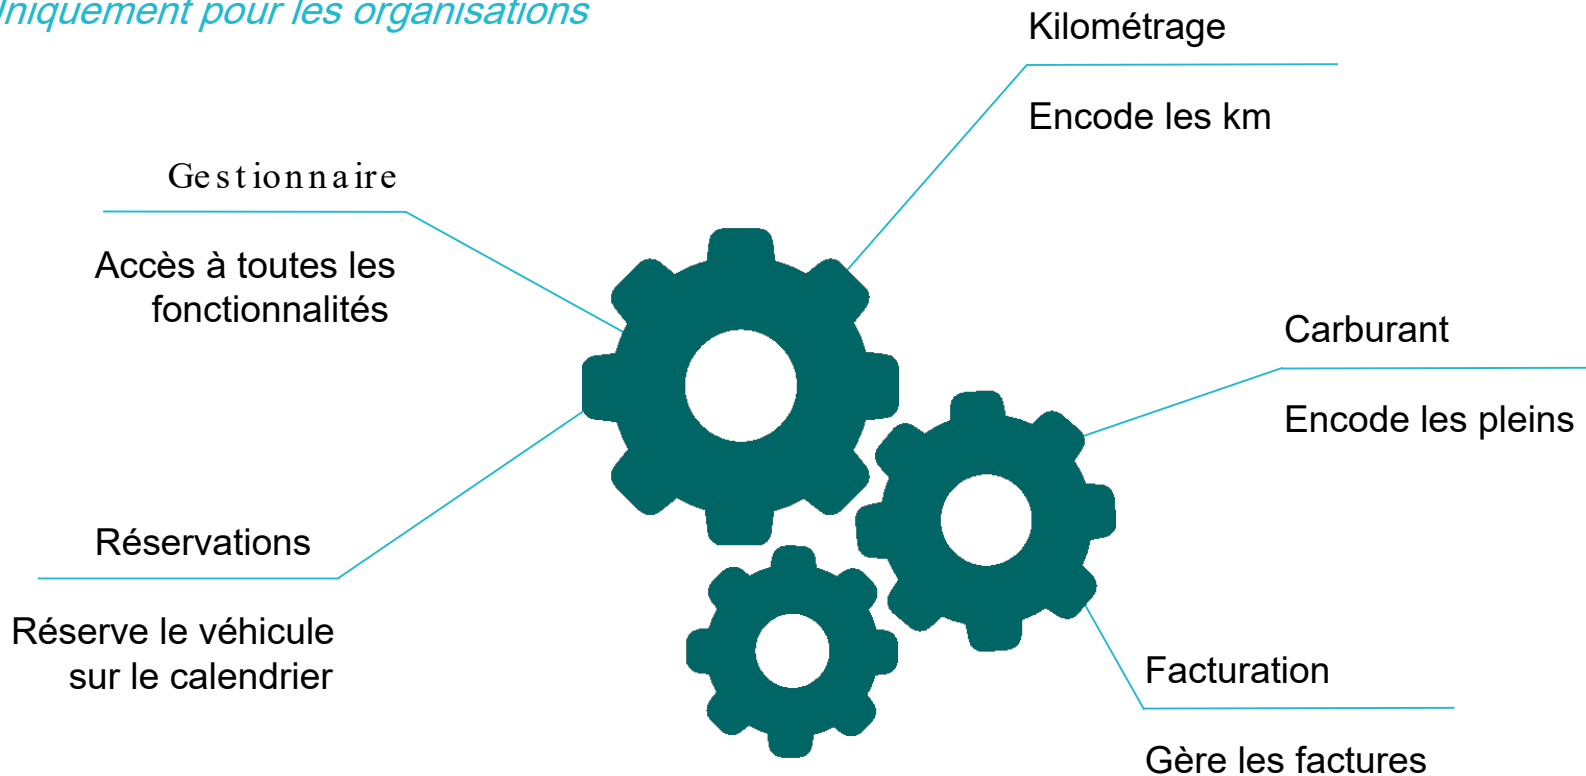 Uniquement pour les organisations
Kilométrage
Encode les km
Gestionnaire
Accès à toutes les
fonctionnalités
Carburant
Encode les pleins
Réservations
Réserve le véhicule
sur le calendrier
Facturation
Gère les factures